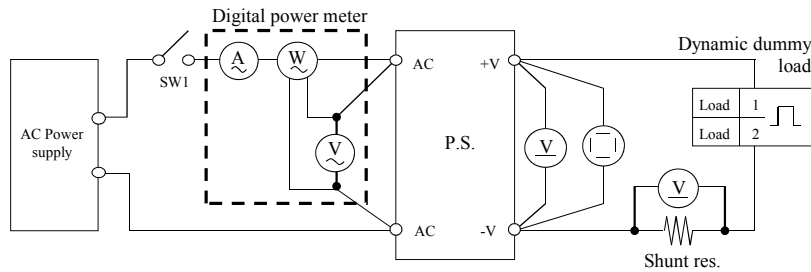 Digital power meter
Dynamic dummy
load
A
W
SW1
AC
+V
Load 1
Load 2
AC Power
supply
V
P.S.
V
V
AC
-V
Shunt res.